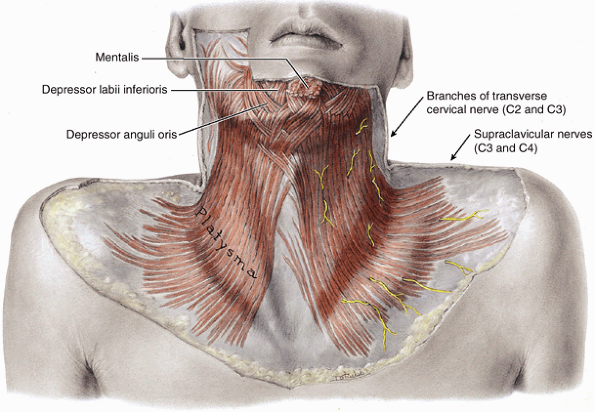 Mentalis
Depressor labii inferioris
Depressor anguli oris
Branches of transverse
cervical nerve (C2 and C3)
Supraclavicular nerves
(C3 and C4)
Platysma